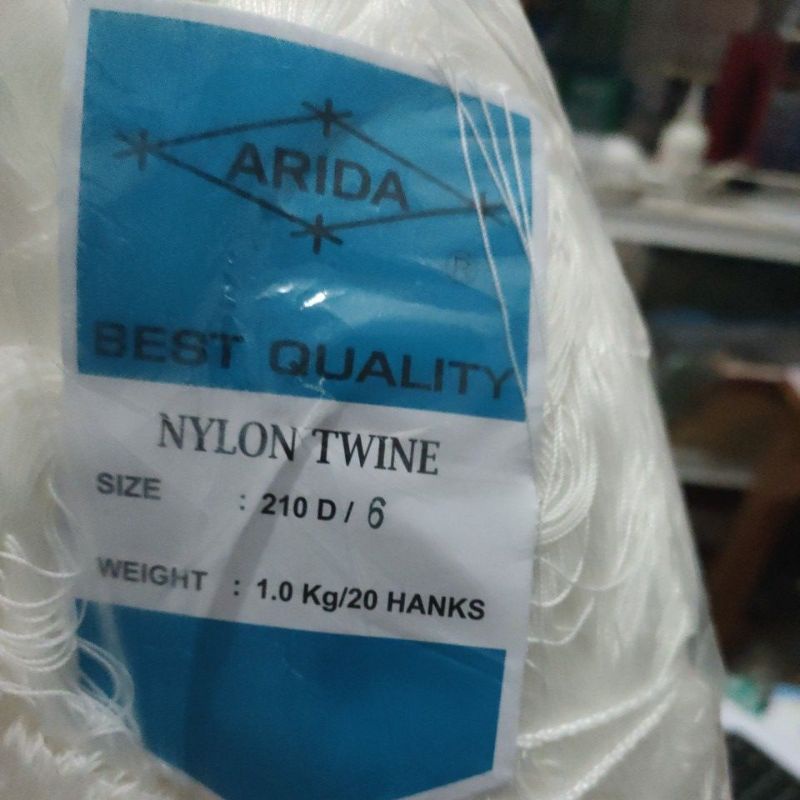 ARIDA
®
BEST QUALITY
NYLON TWINE
SIZE : 210 D / 6
WEIGHT : 1.0 Kg/20 HANKS